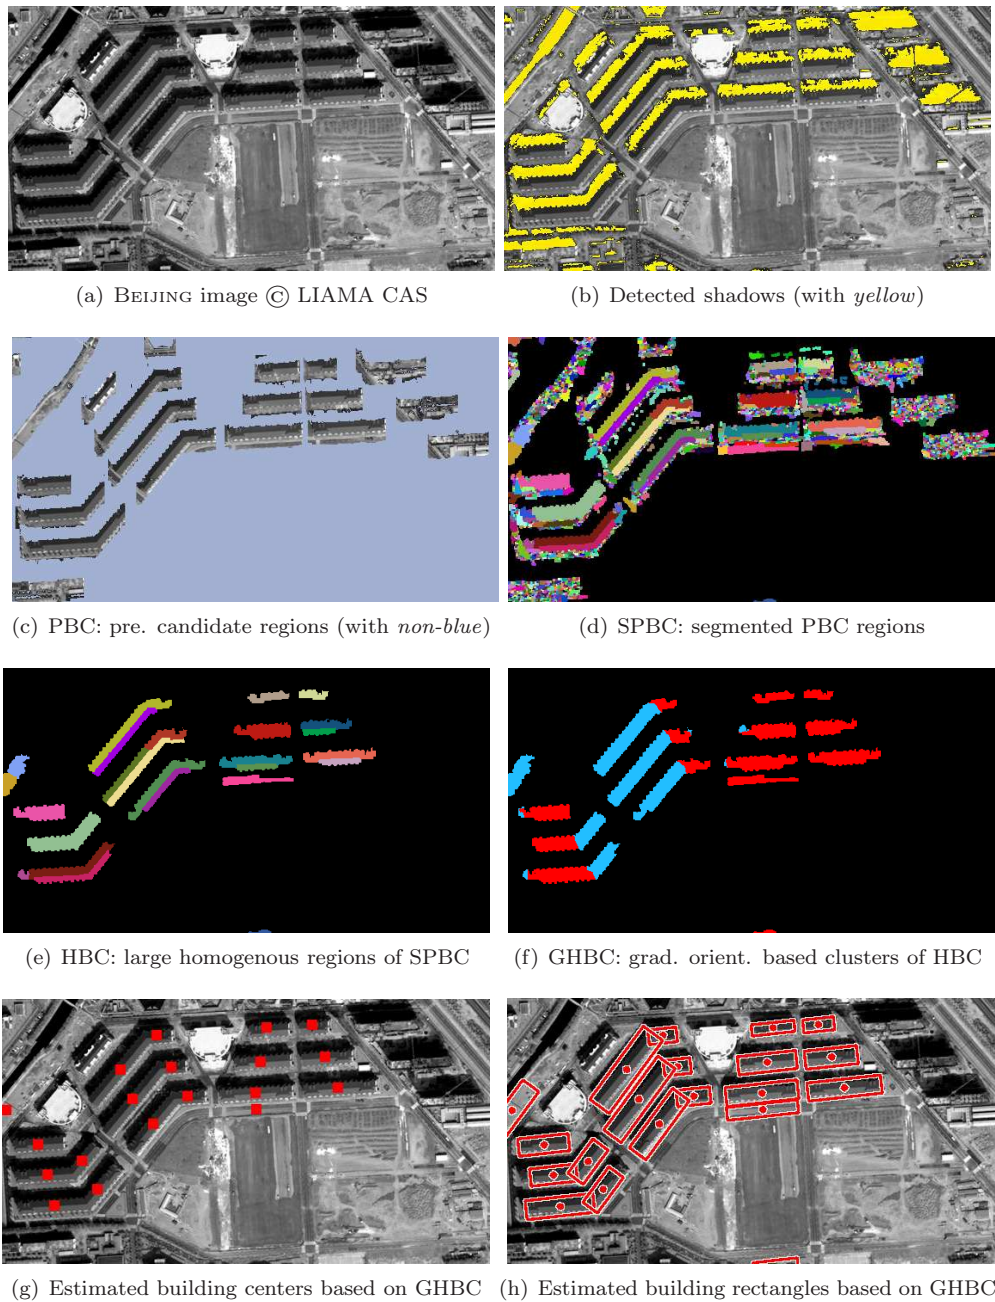 (a) BEIJING image © LIAMA CAS
(b) Detected shadows (with yellow)
(c) PBC: pre. candidate regions (with non-blue)
(d) SPBC: segmented PBC regions
(e) HBC: large homogenous regions of SPBC
(f) GHBC: grad. orient. based clusters of HBC
(g) Estimated building centers based on GHBC
(h) Estimated building rectangles based on GHBC